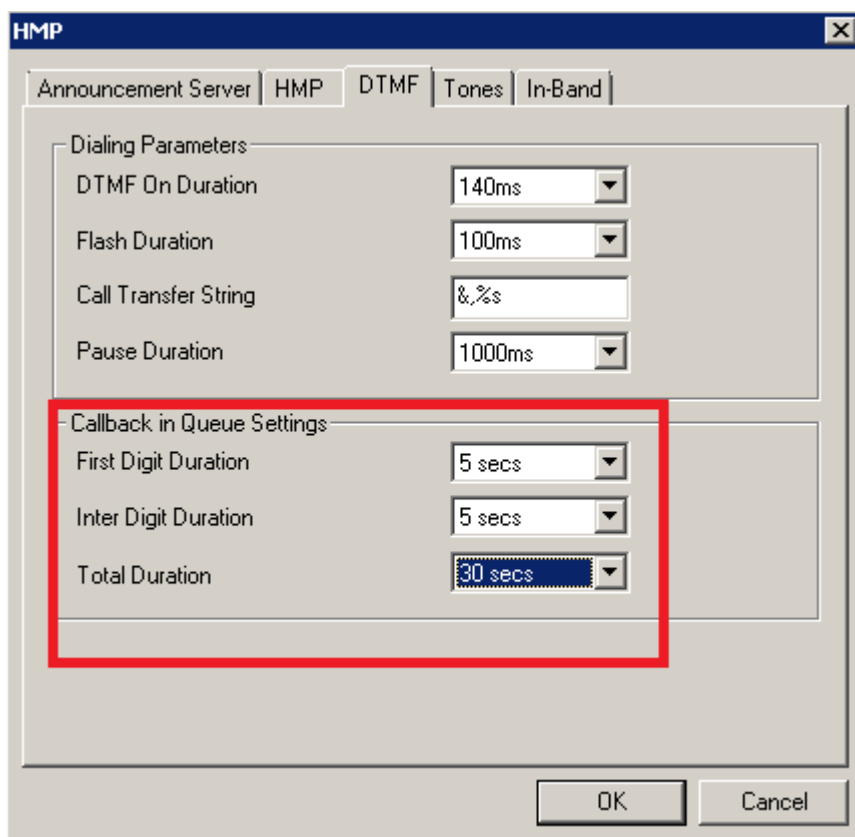 HMP
Announcement Server HMP DTMF Tones In-Band
Dialing Parameters
DTMF On Duration 140ms
Flash Duration 100ms
Call Transfer String &,%s
Pause Duration 1000ms
Callback in Queue Settings
First Digit Duration 5 secs
Inter Digit Duration 5 secs
Total Duration 30 secs
OK Cancel